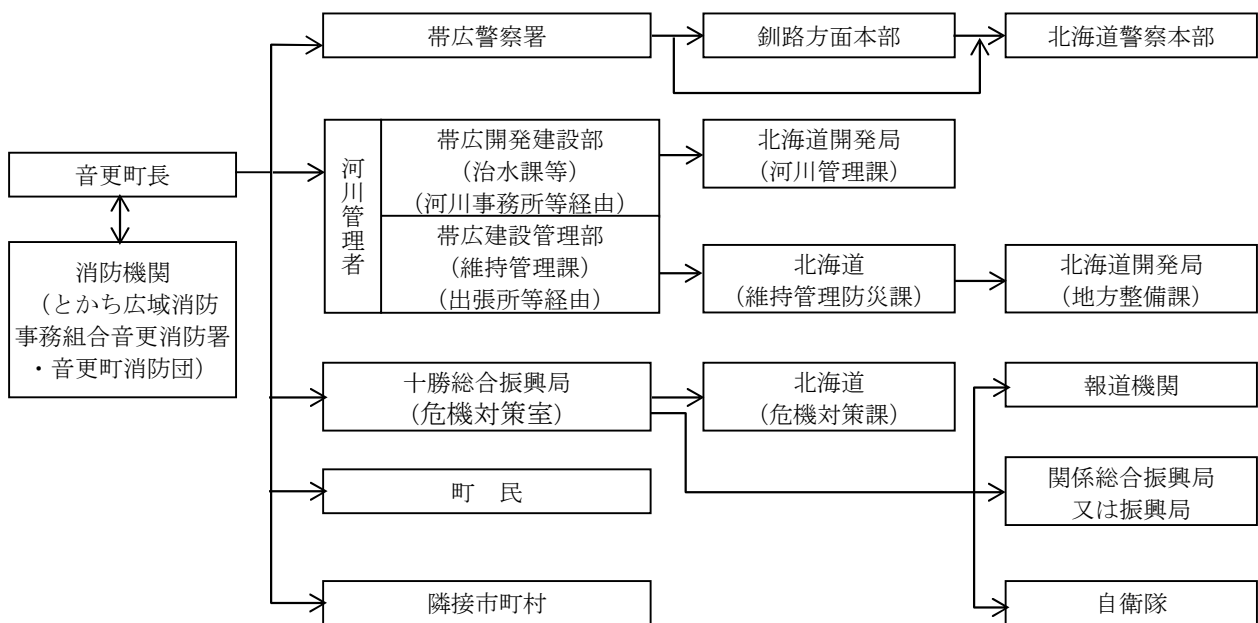 帯広警察署
釧路方面本部
北海道警察本部
音更町長
消防機関
（とかち広域消防
事務組合音更消防署
・音更町消防団）
河川管理者
帯広開発建設部
（治水課等）
（河川事務所等経由）
北海道開発局
（河川管理課）
帯広建設管理部
（維持管理課）
（出張所等経由）
北海道
（維持管理防災課）
北海道開発局
（地方整備課）
十勝総合振興局
（危機対策室）
北海道
（危機対策課）
報道機関
関係総合振興局
又は振興局
自衛隊
町　民
隣接市町村